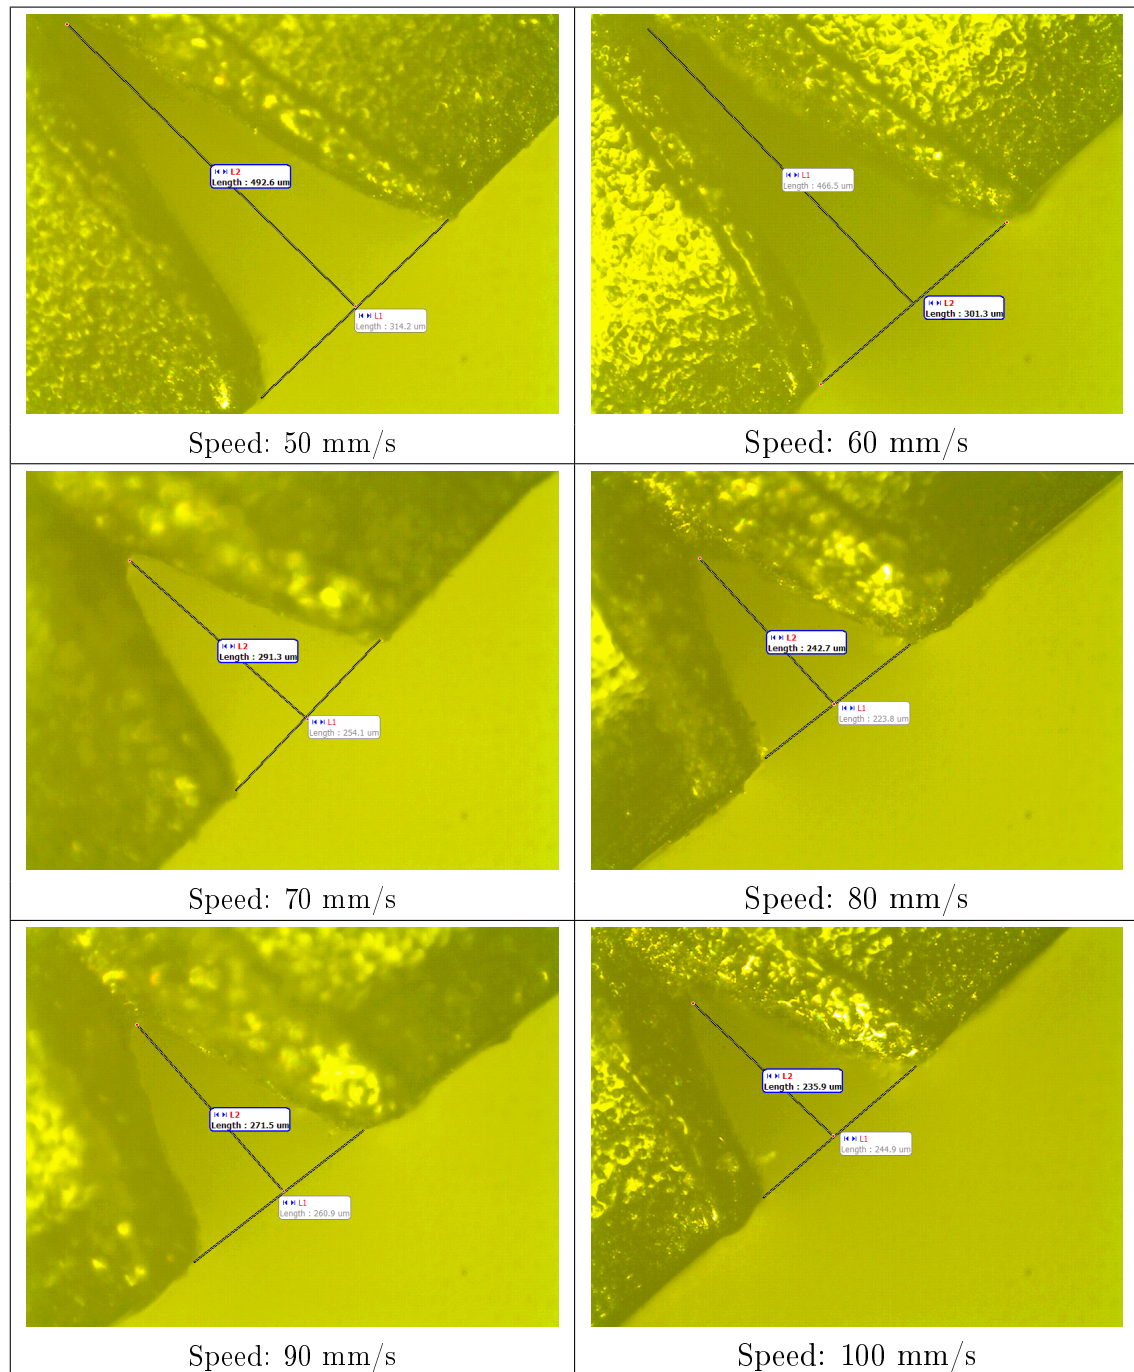 L2
Length : 492.6 um
L1
Length : 314.2 um
L1
Length : 466.5 um
L2
Length : 301.3 um
Speed: 50 mm/s
Speed: 60 mm/s
L2
Length : 291.3 um
L1
Length : 254.1 um
L2
Length : 242.7 um
L1
Length : 223.8 um
Speed: 70 mm/s
Speed: 80 mm/s
L2
Length : 271.5 um
L1
Length : 260.9 um
L2
Length : 235.9 um
L1
Length : 244.9 um
Speed: 90 mm/s
Speed: 100 mm/s